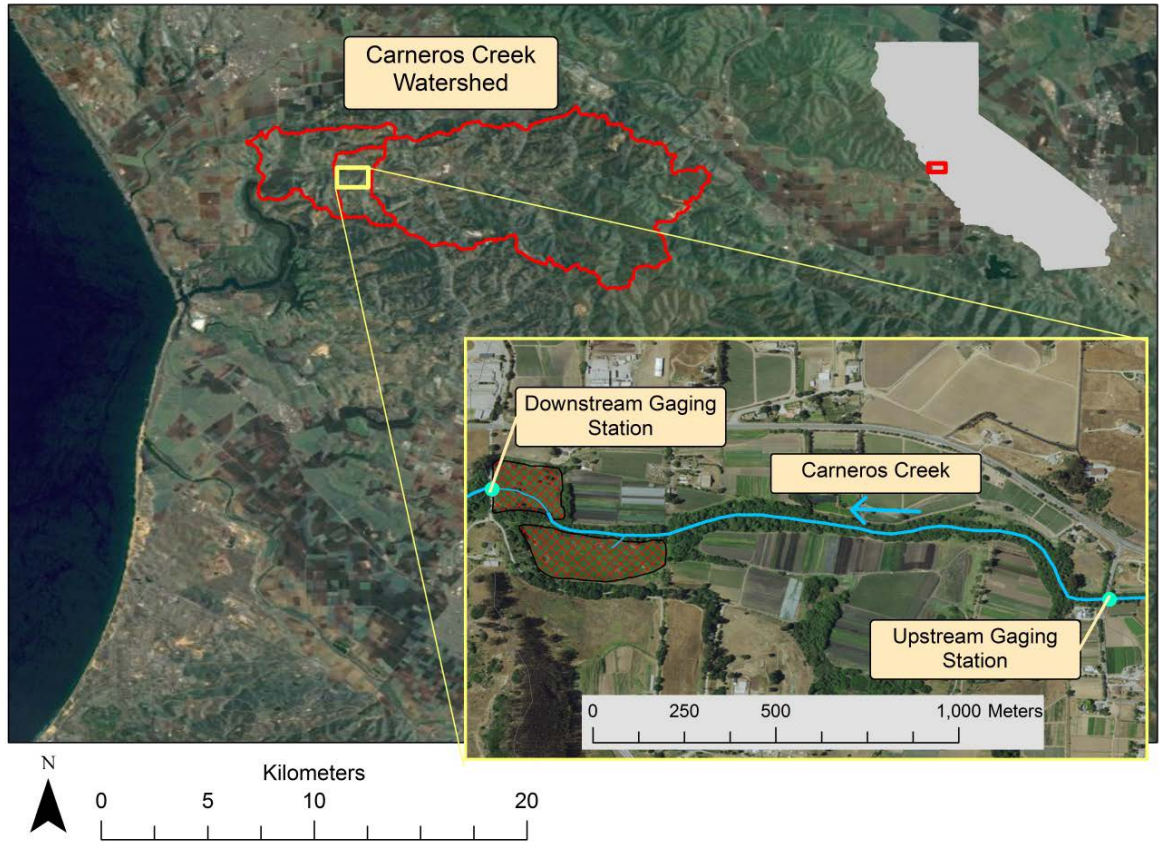 Carneros Creek
Watershed
Downstream Gaging
Station
Carneros Creek
Upstream Gaging
Station
0 250 500 1,000 Meters
N
Kilometers
0 5 10 20